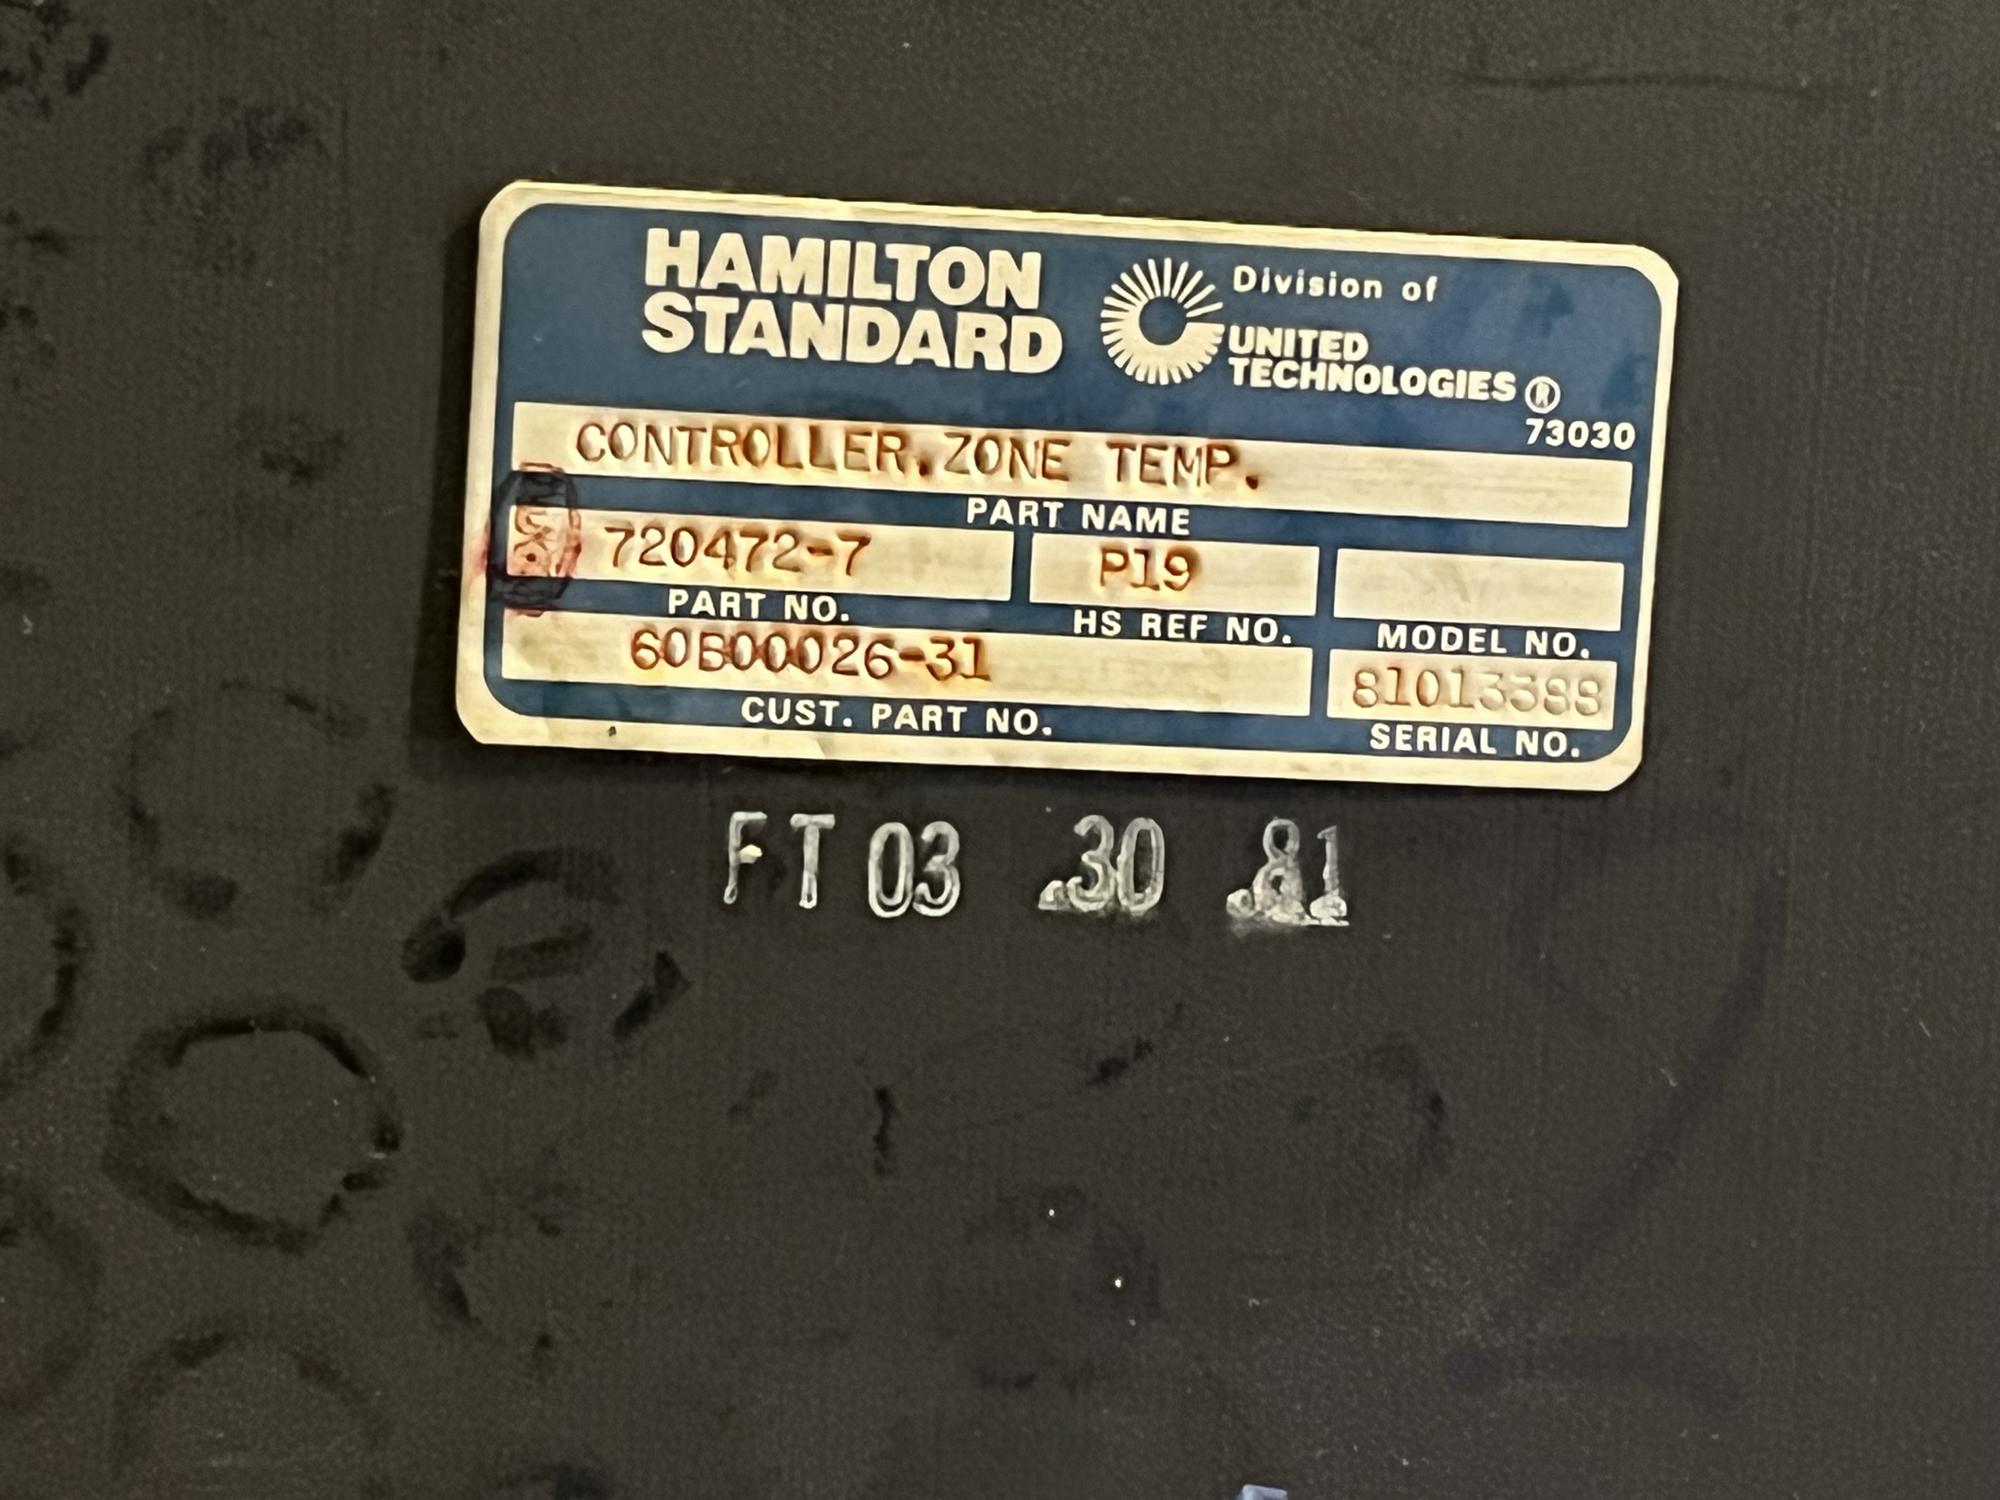 HAMILTON
STANDARD
Division of
UNITED
TECHNOLOGIES ®
73030
CONTROLLER, ZONE TEMP.
PART NAME
720472-7
PART NO.
P19
HS REF NO.
MODEL NO.
60B00026-31
CUST. PART NO.
SERIAL NO.
FT 03 .30 .81